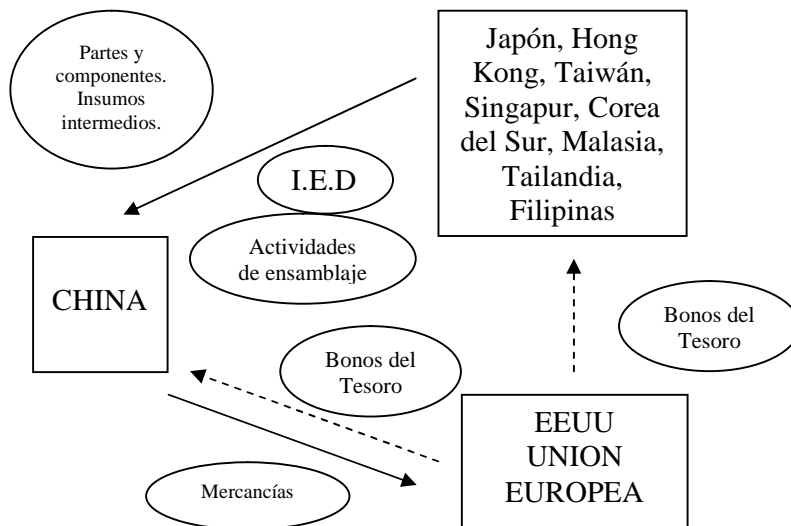 Partes y
componentes.
Insumos
intermedios.
Japón, Hong
Kong, Taiwán,
Singapur, Corea
del Sur, Malasia,
Tailandia,
Filipinas
I.E.D
Actividades
de ensamblaje
CHINA
Bonos del
Tesoro
Bonos del
Tesoro
EEUU
UNION
EUROPEA
Mercancías